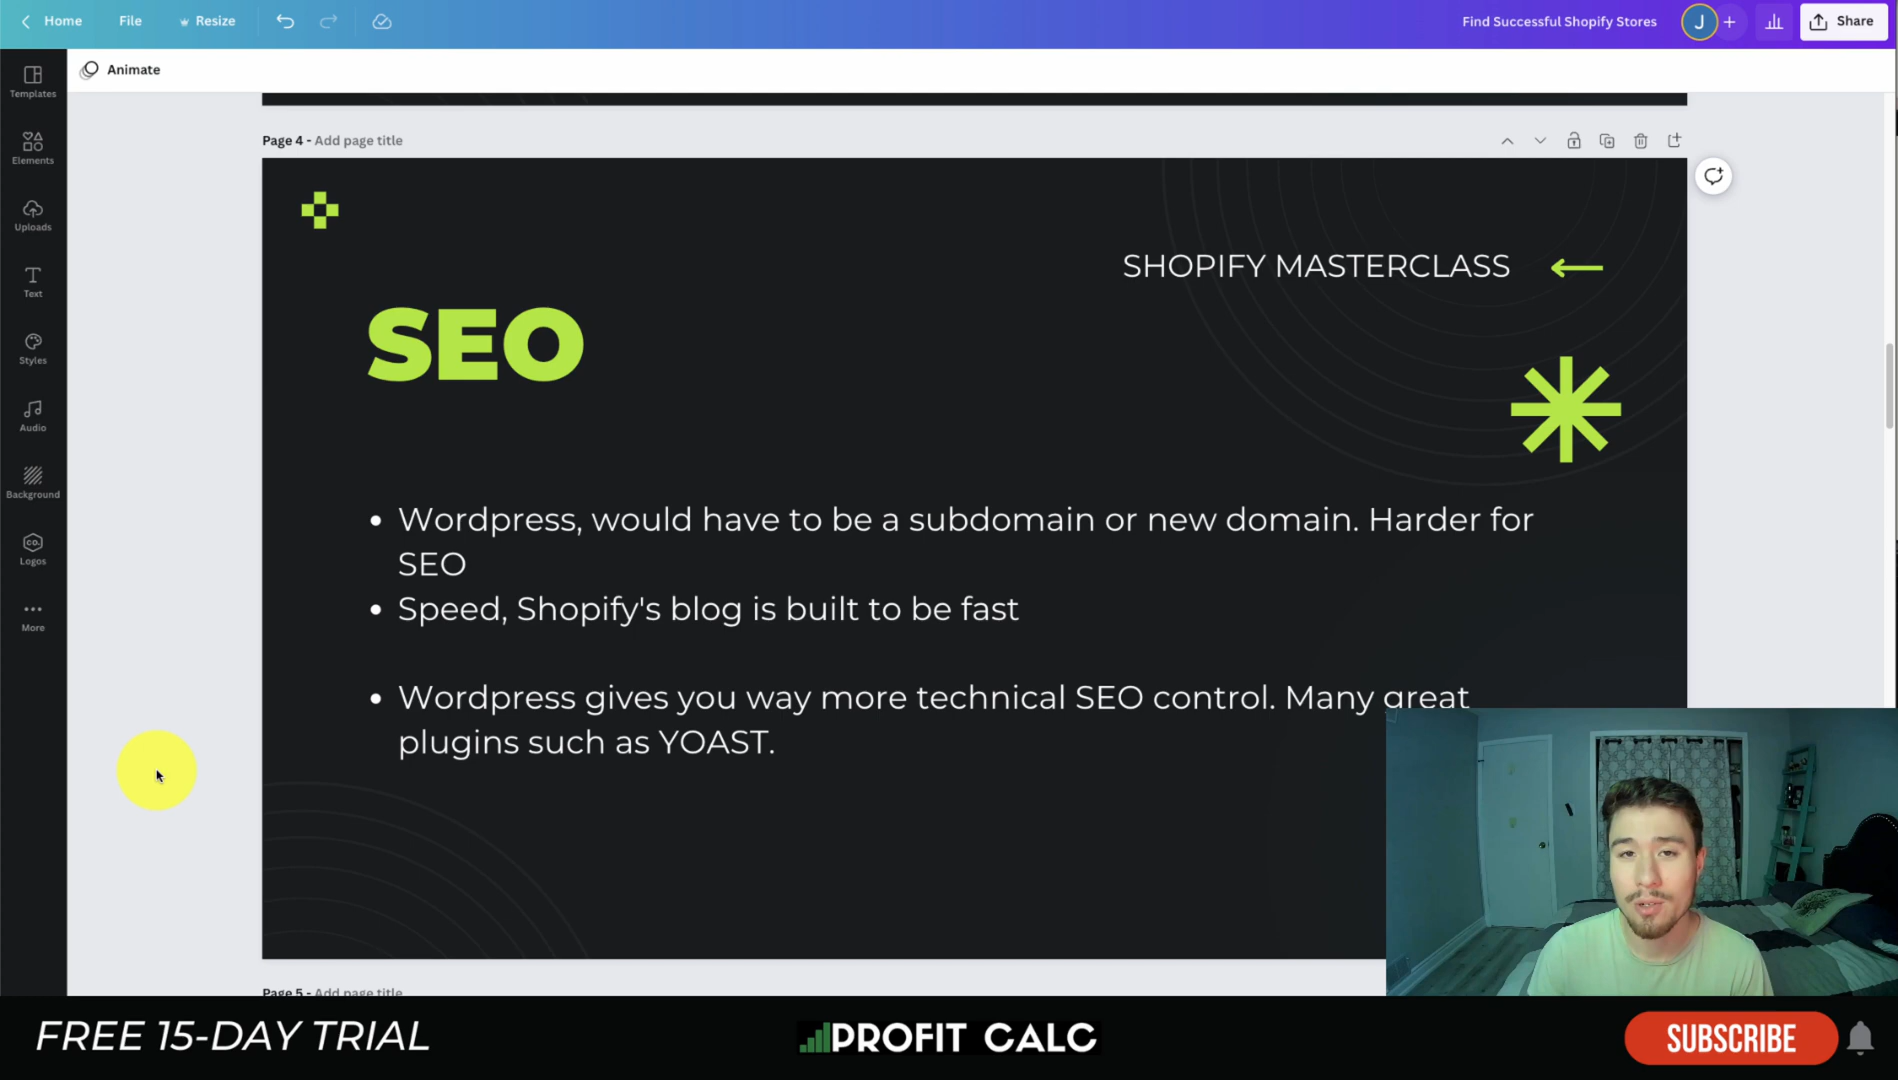 Home File Resize
Find Successful Shopify Stores J Share
Animate
Templates
Elements
Uploads
Text
Styles
Audio
Background
CO.
Logos
More
Page 4 - Add page title
SHOPIFY MASTERCLASS
SEO
Wordpress, would have to be a subdomain or new domain. Harder for
SEO
Speed, Shopify's blog is built to be fast
Wordpress gives you way more technical SEO control. Many great
plugins such as YOAST.
Page 5 - Add page title
FREE 15-DAY TRIAL
PROFIT CALC
SUBSCRIBE